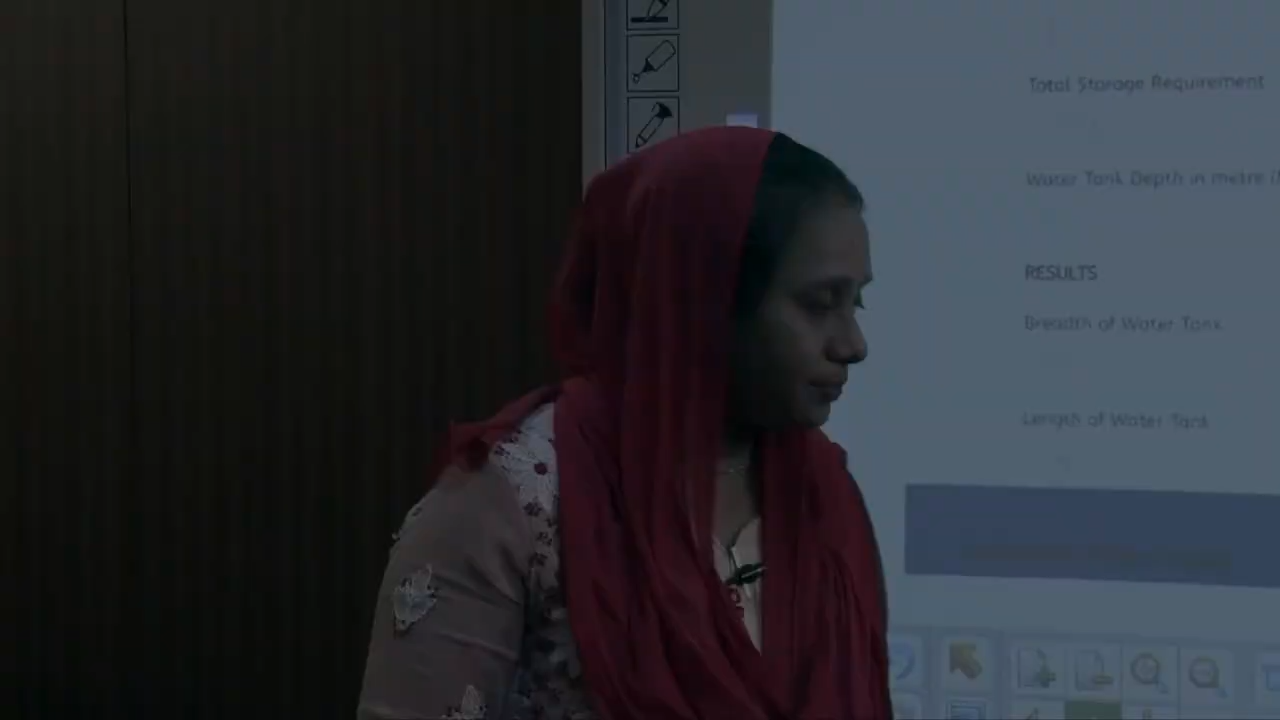 Total Storage Requirement
Water Tank Depth in metre
RESULTS
Breadth of Water Tank
Length of Water Tank